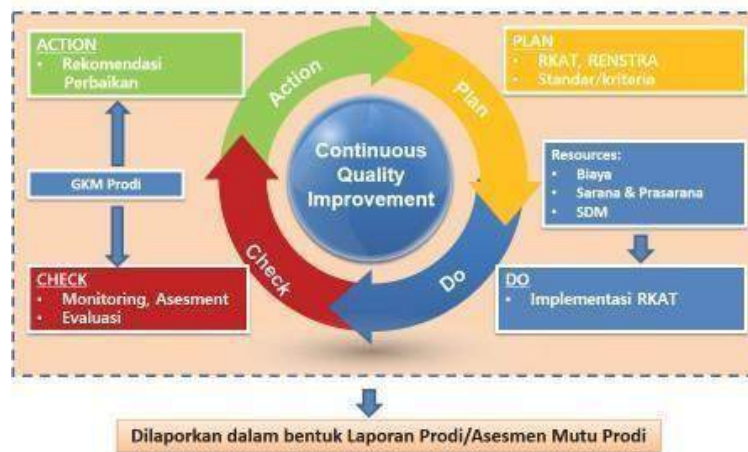 ACTION
• Rekomendasi
Perbaikan
GKM Prodi
CHECK
• Monitoring, Asesment
• Evaluasi
Action
Plan
Do
Check
Continuous
Quality
Improvement
PLAN
• RKAT, RENSTRA
• Standar/kriteria
Resources:
• Biaya
• Sarana & Prasarana
• SDM
DO
• Implementasi RKAT
Dilaporkan dalam bentuk Laporan Prodi/Asesmen Mutu Prodi